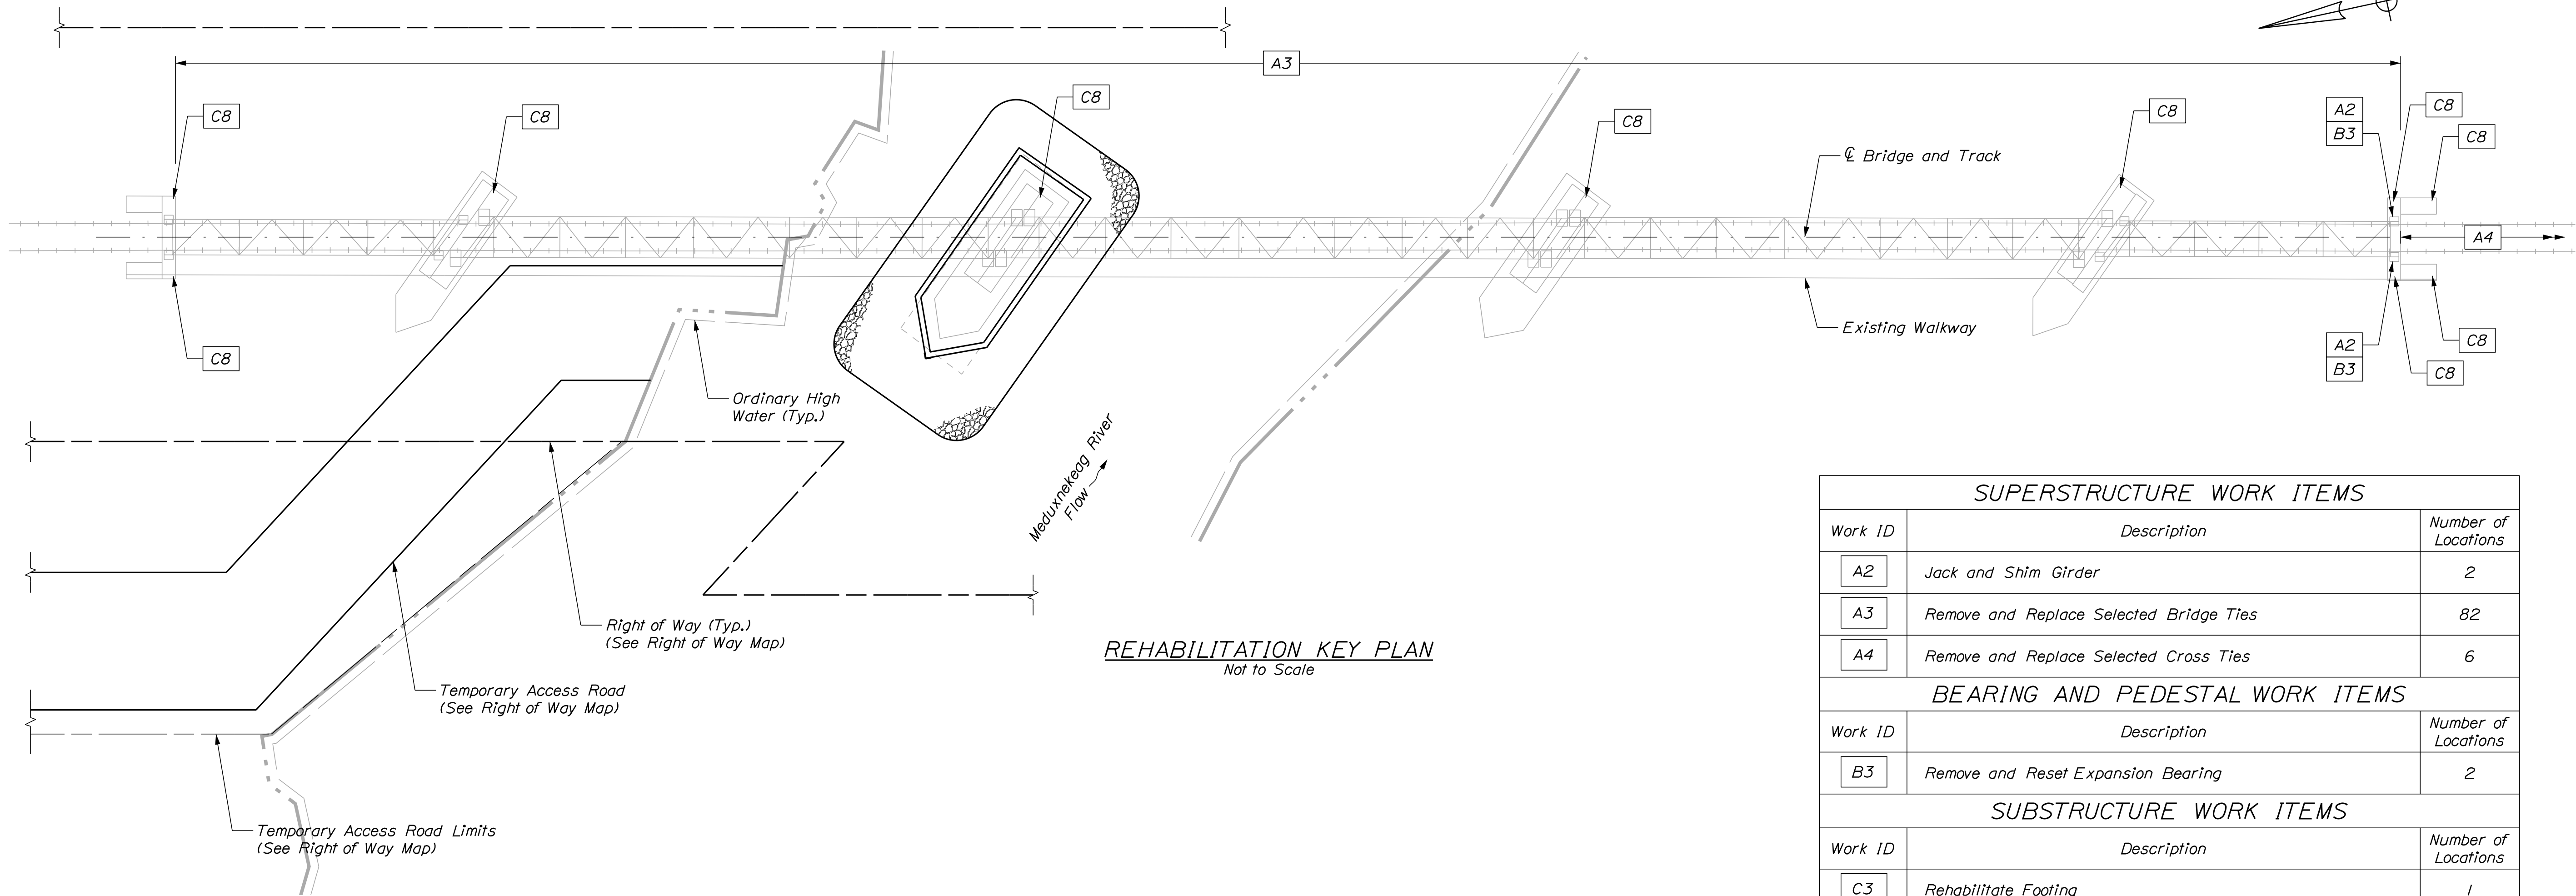 A3
C8
C8
C8
C8
C8
A2
B3
C8
C8
℄ Bridge and Track
A4
Existing Walkway
C8
A2
B3
C8
C8
Ordinary High
Water (Typ.)
Meduxnekeag River
Flow
Right of Way (Typ.)
(See Right of Way Map)
Temporary Access Road
(See Right of Way Map)
Temporary Access Road Limits
(See Right of Way Map)
REHABILITATION KEY PLAN
Not to Scale
SUPERSTRUCTURE WORK ITEMS
Work ID Description Number of
Locations
A2 Jack and Shim Girder 2
A3 Remove and Replace Selected Bridge Ties 82
A4 Remove and Replace Selected Cross Ties 6
BEARING AND PEDESTAL WORK ITEMS
Work ID Description Number of
Locations
B3 Remove and Reset Expansion Bearing 2
SUBSTRUCTURE WORK ITEMS
Work ID Description Number of
Locations
C3 Rehabilitate Footing 1